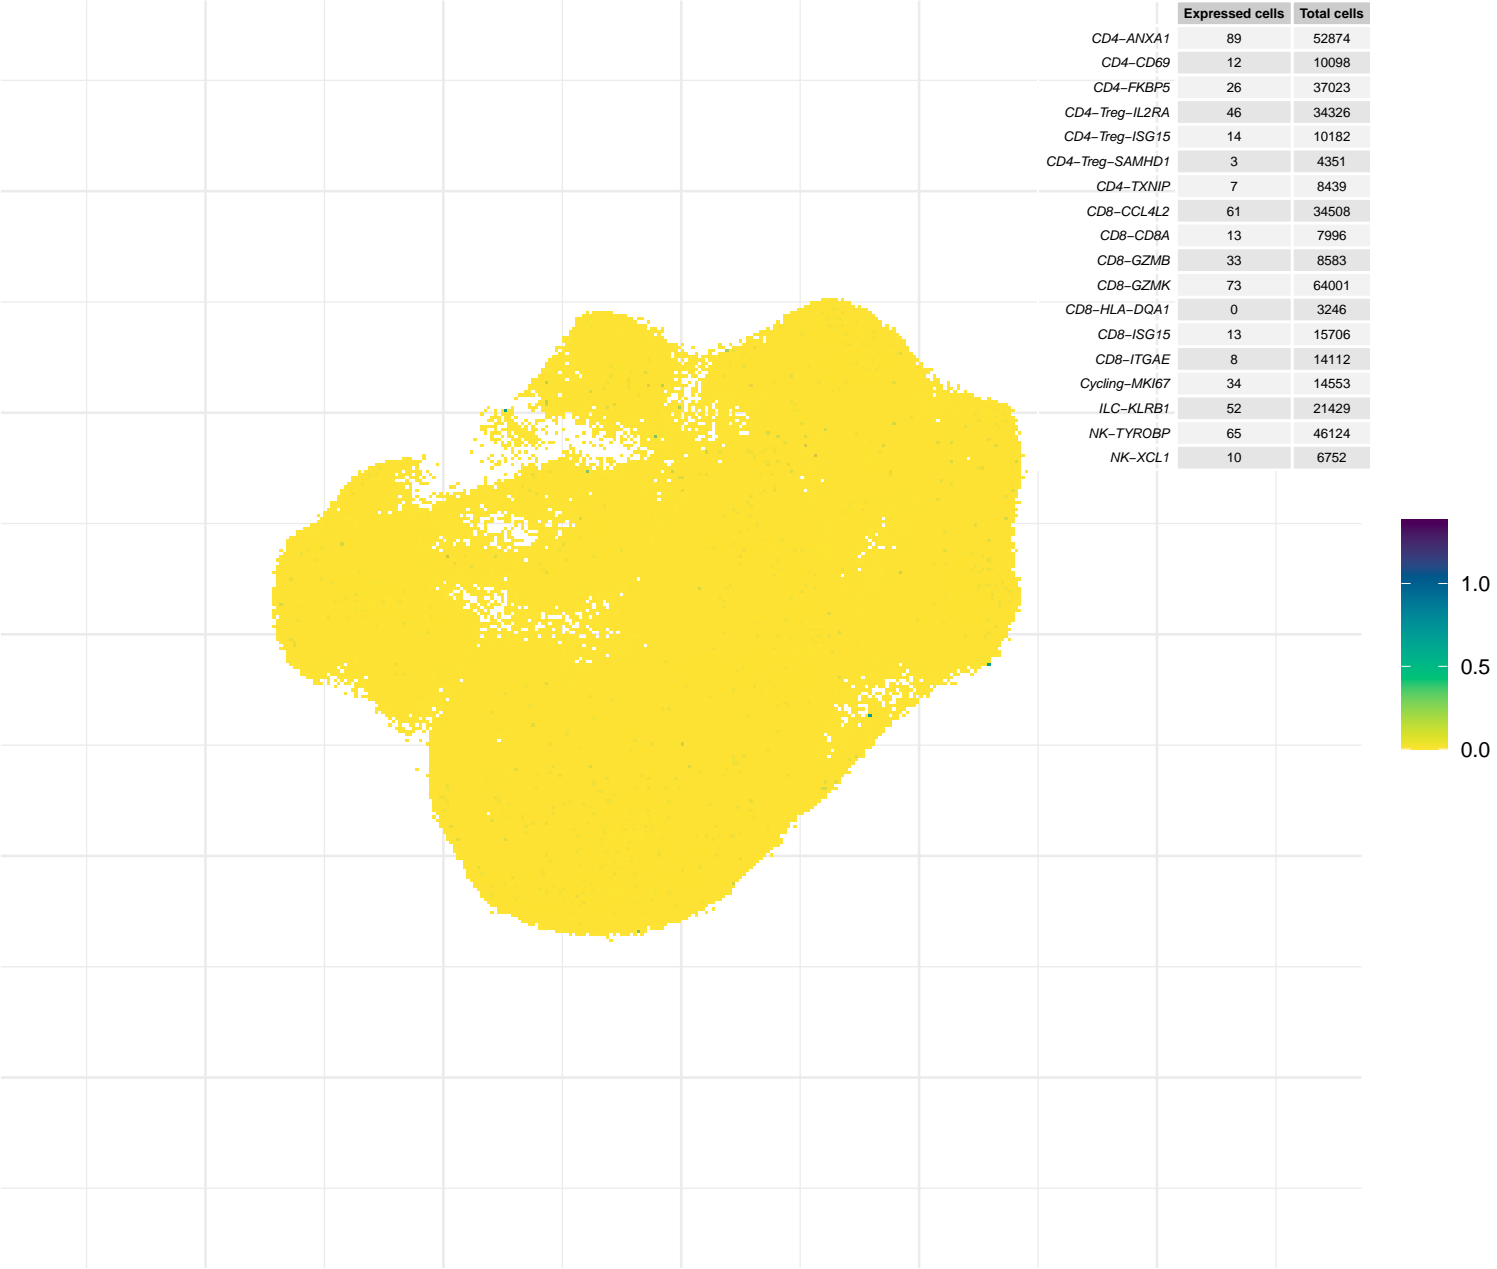 Expressed cells Total cells
CD4−ANXA1 89 52874
CD4−CD69 12 10098
CD4−FKBP5 26 37023
CD4−Treg−IL2RA 46 34326
CD4−Treg−ISG15 14 10182
CD4−Treg−SAMHD1 3 4351
CD4−TXNIP 7 8439
CD8−CCL4L2 61 34508
CD8−CD8A 13 7996
CD8−GZMB 33 8583
CD8−GZMK 73 64001
CD8−HLA−DQA1 0 3246
CD8−ISG15 13 15706
CD8−ITGAE 8 14112
Cycling−MKI67 34 14553
ILC−KLRB1 52 21429
NK−TYROBP 65 46124
NK−XCL1 10 6752
1.0
0.5
0.0